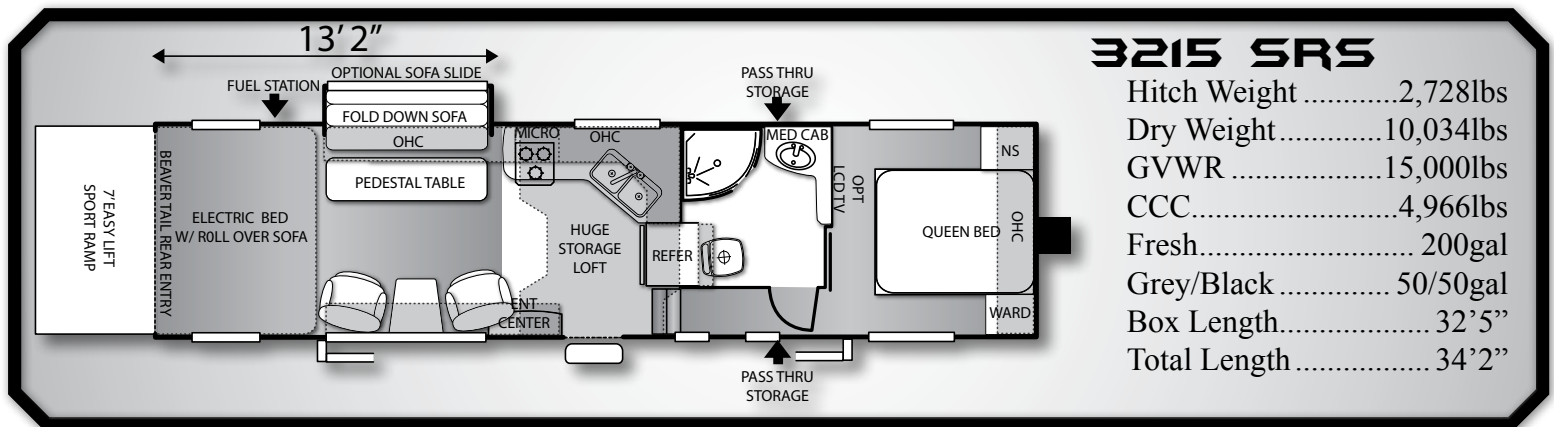 13’ 2”
OPTIONAL SOFA SLIDE
FUEL STATION
FOLD DOWN SOFA
OHC
PEDESTAL TABLE
7' EASY LIFT
SPORT RAMP
BEAVER TAIL REAR ENTRY
ELECTRIC BED
W/ R0LL OVER SOFA
MICRO
OHC
HUGE
STORAGE
LOFT
ENT
CENTER
REFER
PASS THRU
STORAGE
MED CAB
OPT
LCD TV
NS
QUEEN BED
OHC
WARD
PASS THRU
STORAGE
3215 SRS
Hitch Weight ............2,728lbs
Dry Weight............10,034lbs
GVWR .................15,000lbs
CCC.......................4,966lbs
Fresh........................ 200gal
Grey/Black ............ 50/50gal
Box Length................ 32’5”
Total Length .............. 34’2”